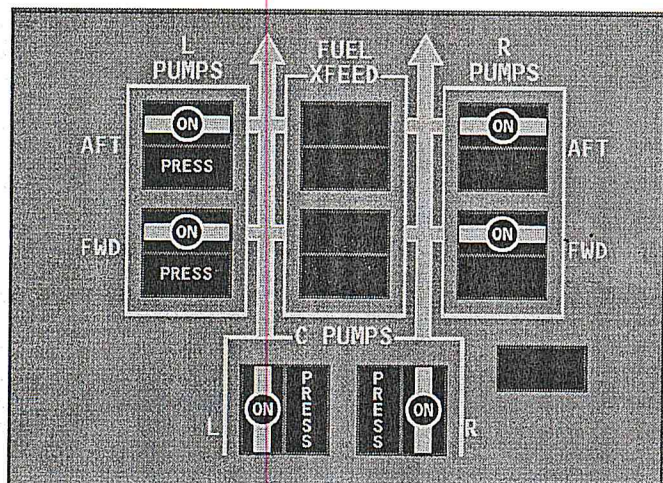 L PUMPS
FUEL XFEED
R PUMPS
AFT
ON
PRESS
ON
AFT
FWD
ON
PRESS
ON
FWD
C PUMPS
L
ON
PRESS
PRESS
ON
R